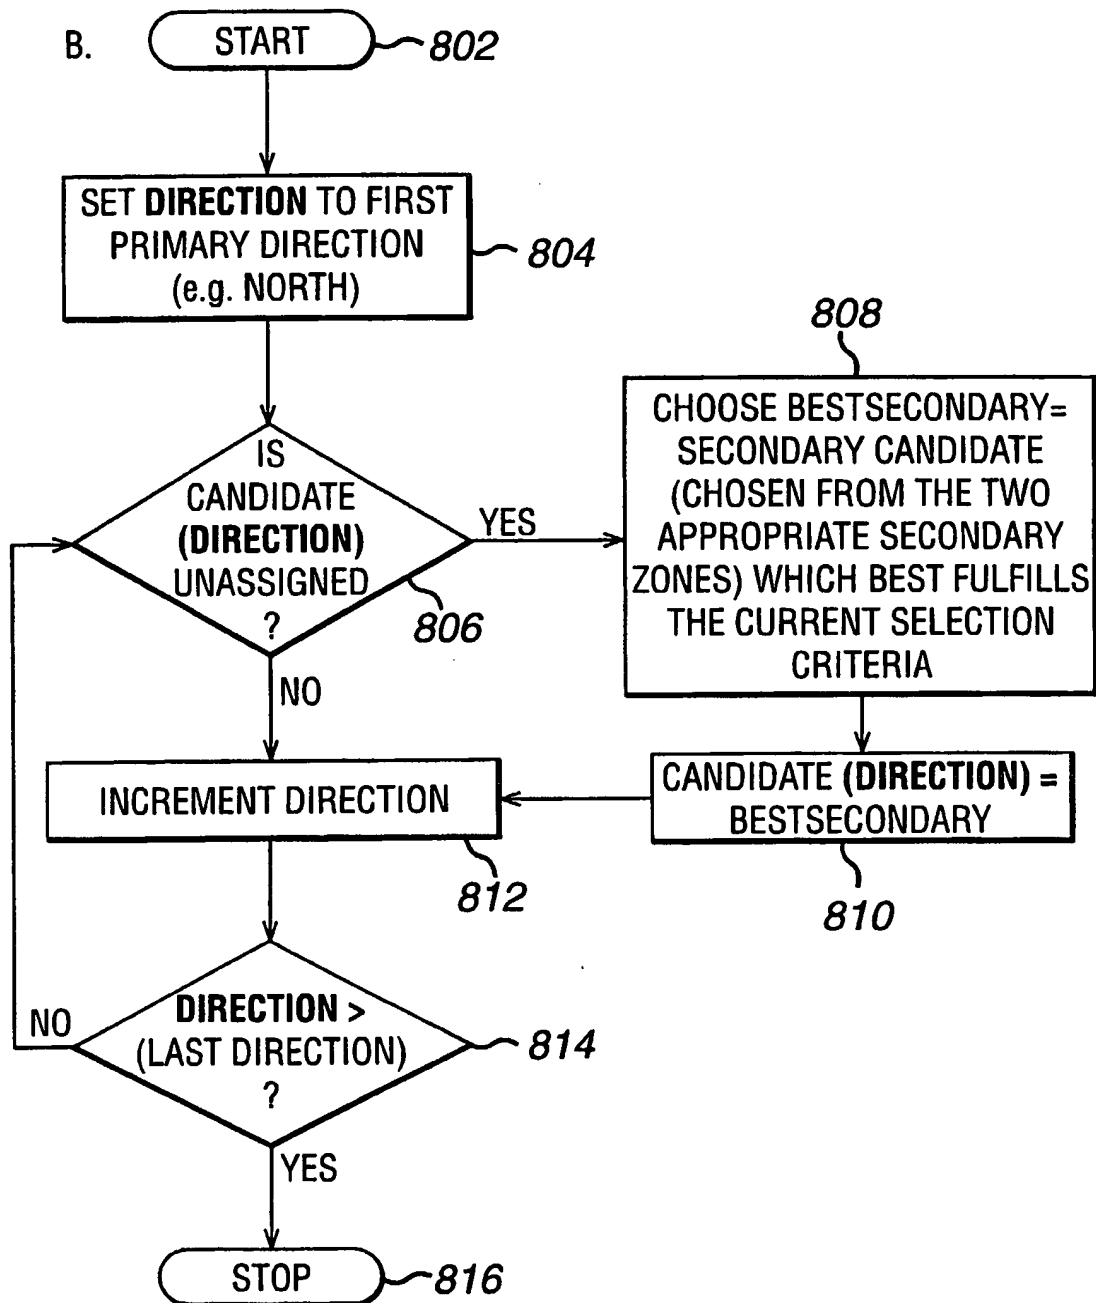 B.
START
802
SET DIRECTION TO FIRST
PRIMARY DIRECTION
(e.g. NORTH)
804
IS
CANDIDATE
(DIRECTION)
UNASSIGNED
?
806
YES
NO
808
CHOOSE BESTSECONDARY=
SECONDARY CANDIDATE
(CHOSEN FROM THE TWO
APPROPRIATE SECONDARY
ZONES) WHICH BEST FULFILLS
THE CURRENT SELECTION
CRITERIA
CANDIDATE (DIRECTION) =
BESTSECONDARY
810
INCREMENT DIRECTION
812
DIRECTION >
(LAST DIRECTION)
?
814
NO
YES
STOP
816